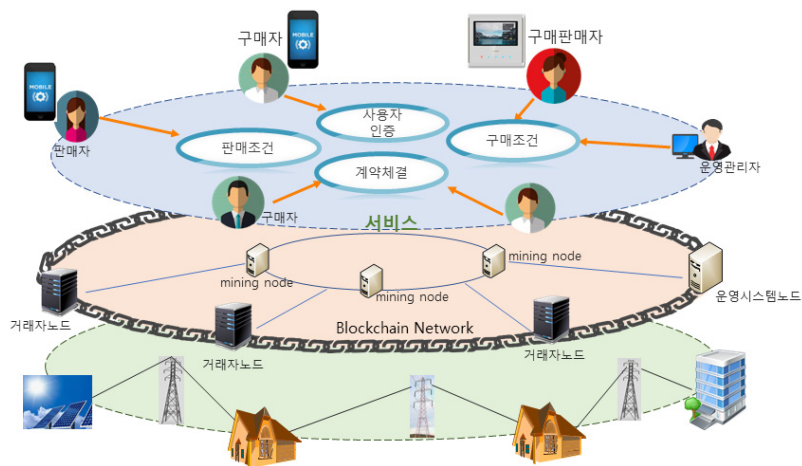 구매자
구매판매자
MOBILE
MOBILE
사용자
인증
판매자
판매조건
구매조건
운영관리자
계약체결
구매자
서비스
mining node
mining node
mining node
운영시스템노드
거래자노드
Blockchain Network
거래자노드
거래자노드